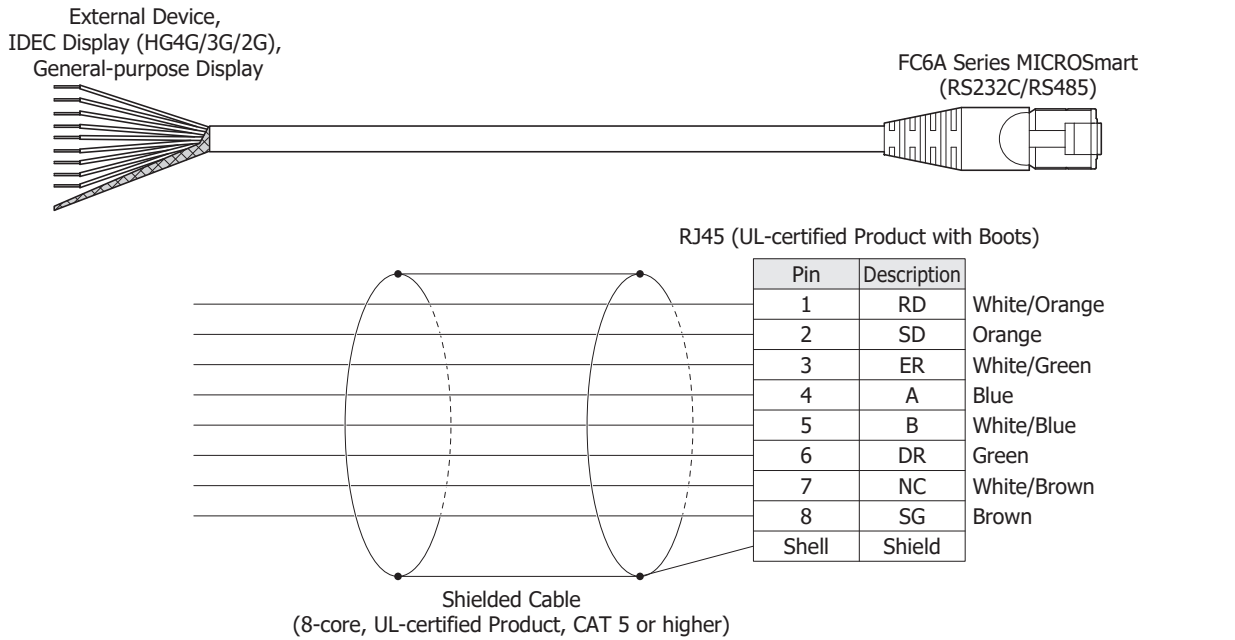 External Device,
IDEC Display (HG4G/3G/2G),
General-purpose Display
FC6A Series MICROSmart
(RS232C/RS485)
RJ45 (UL-certified Product with Boots)
Pin Description
1 RD White/Orange
2 SD Orange
3 ER White/Green
4 A Blue
5 B White/Blue
6 DR Green
7 NC White/Brown
8 SG Brown
Shell Shield
Shielded Cable
(8-core, UL-certified Product, CAT 5 or higher)